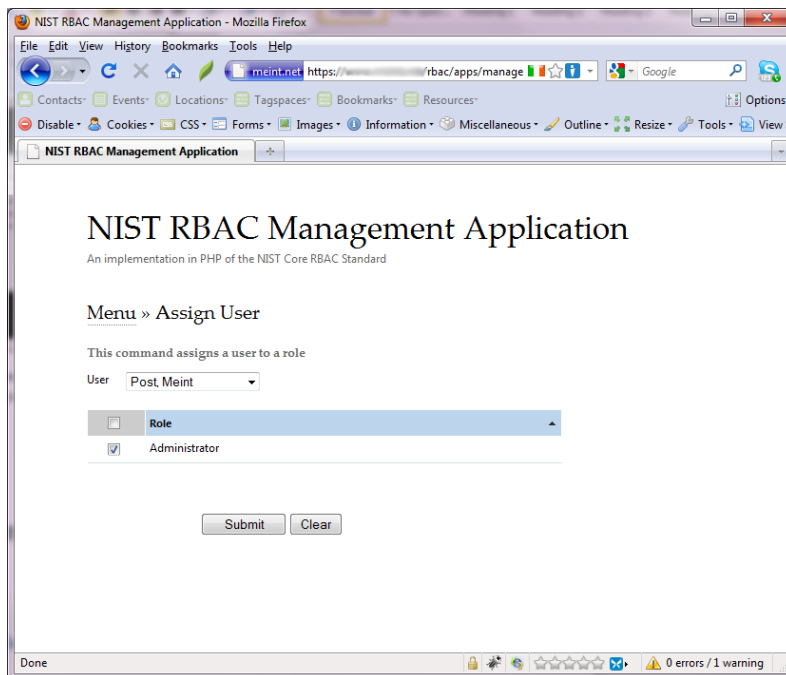 NIST RBAC Management Application - Mozilla Firefox
File Edit View History Bookmarks Tools Help
meint.net https:// /rbac/apps/manage Google
Contacts Events Locations Tagspaces Bookmarks Resources Options
Disable Cookies CSS Forms Images Information Miscellaneous Outline Resize Tools View
NIST RBAC Management Application
NIST RBAC Management Application
An implementation in PHP of the NIST Core RBAC Standard
Menu » Assign User
This command assigns a user to a role
User Post, Meint
Role
Administrator
Submit Clear
Done 0 errors / 1 warning